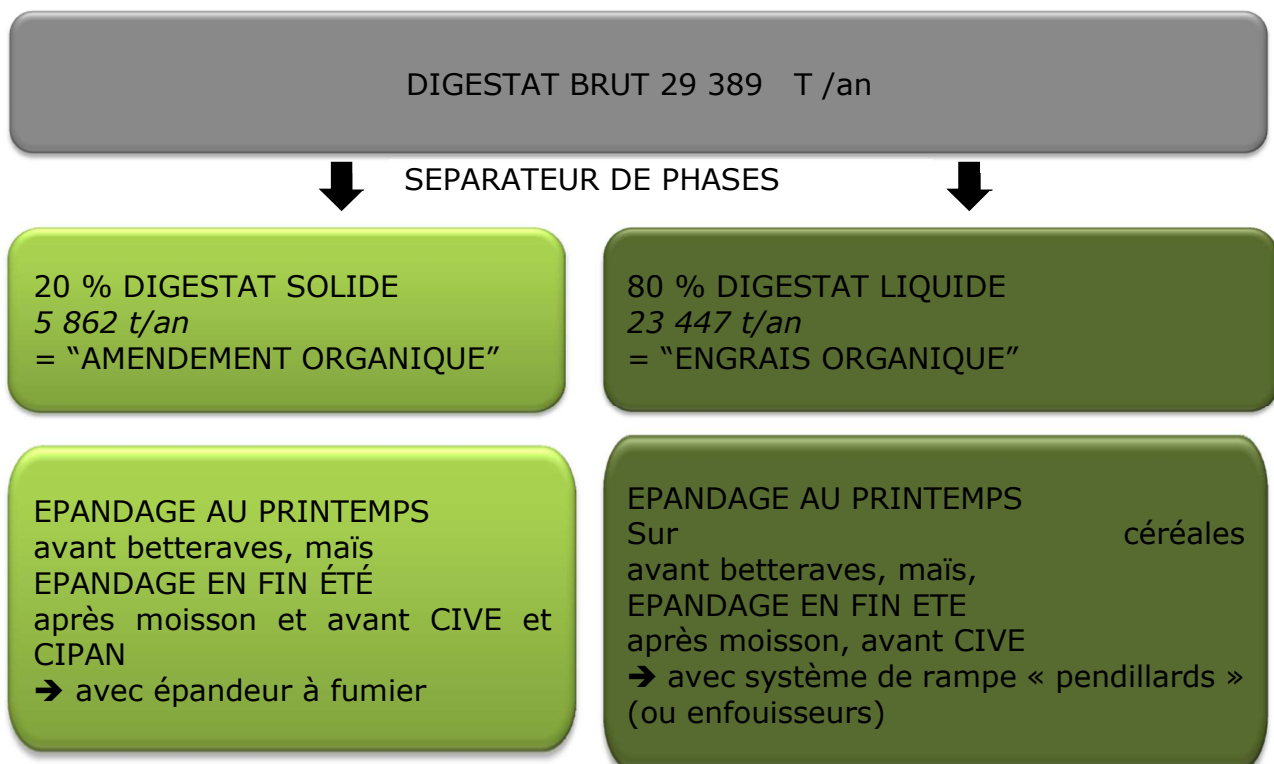 DIGESTAT BRUT 29 389 T /an
SEPARATEUR DE PHASES
20 % DIGESTAT SOLIDE
5 862 t/an
= “AMENDEMENT ORGANIQUE”
80 % DIGESTAT LIQUIDE
23 447 t/an
= “ENGRAIS ORGANIQUE”
EPANDAGE AU PRINTEMPS
avant betteraves, maïs
EPANDAGE EN FIN ÉTÉ
après moisson et avant CIVE et
CIPAN
➔ avec épandeur à fumier
EPANDAGE AU PRINTEMPS
Sur céréales
avant betteraves, maïs,
EPANDAGE EN FIN ETE
après moisson, avant CIVE
➔ avec système de rampe « pendillards »
(ou enfouisseurs)